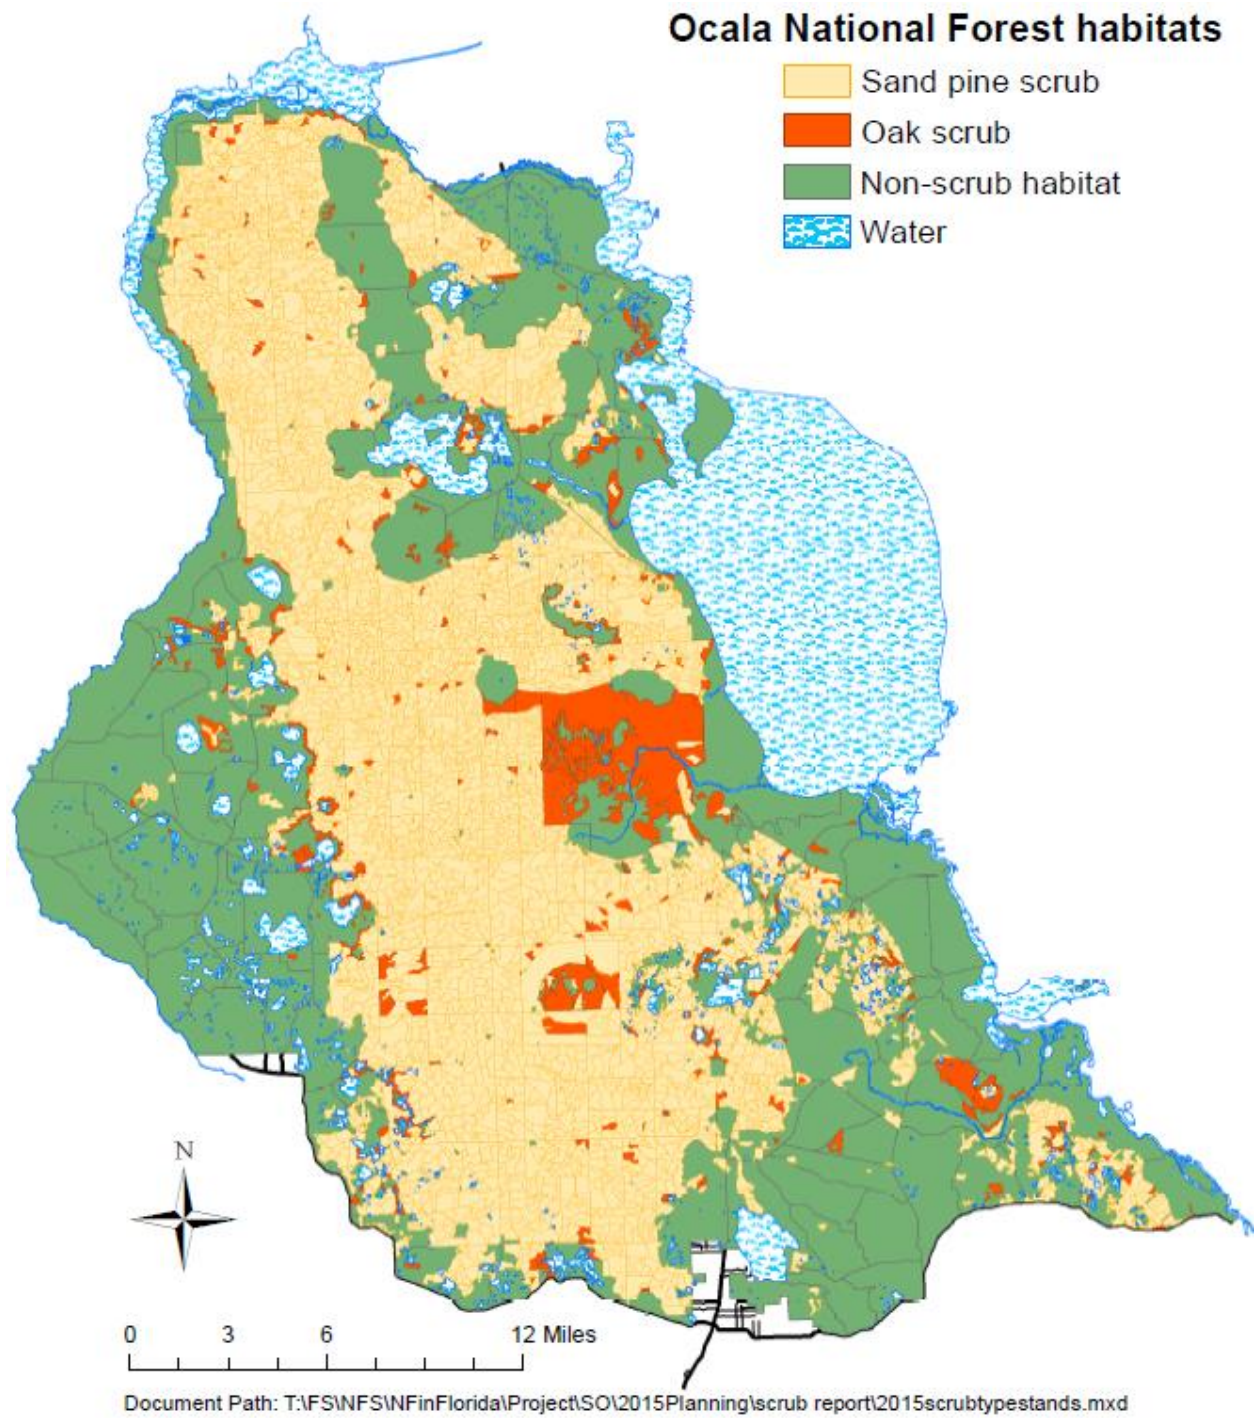 Ocala National Forest habitats
Sand pine scrub
Oak scrub
Non-scrub habitat
Water
N
0 3 6 12 Miles
Document Path: T:\FS\NFS\NFinFlorida\Project\SO\2015Planning\scrub report\2015scrubtypestands.mxd